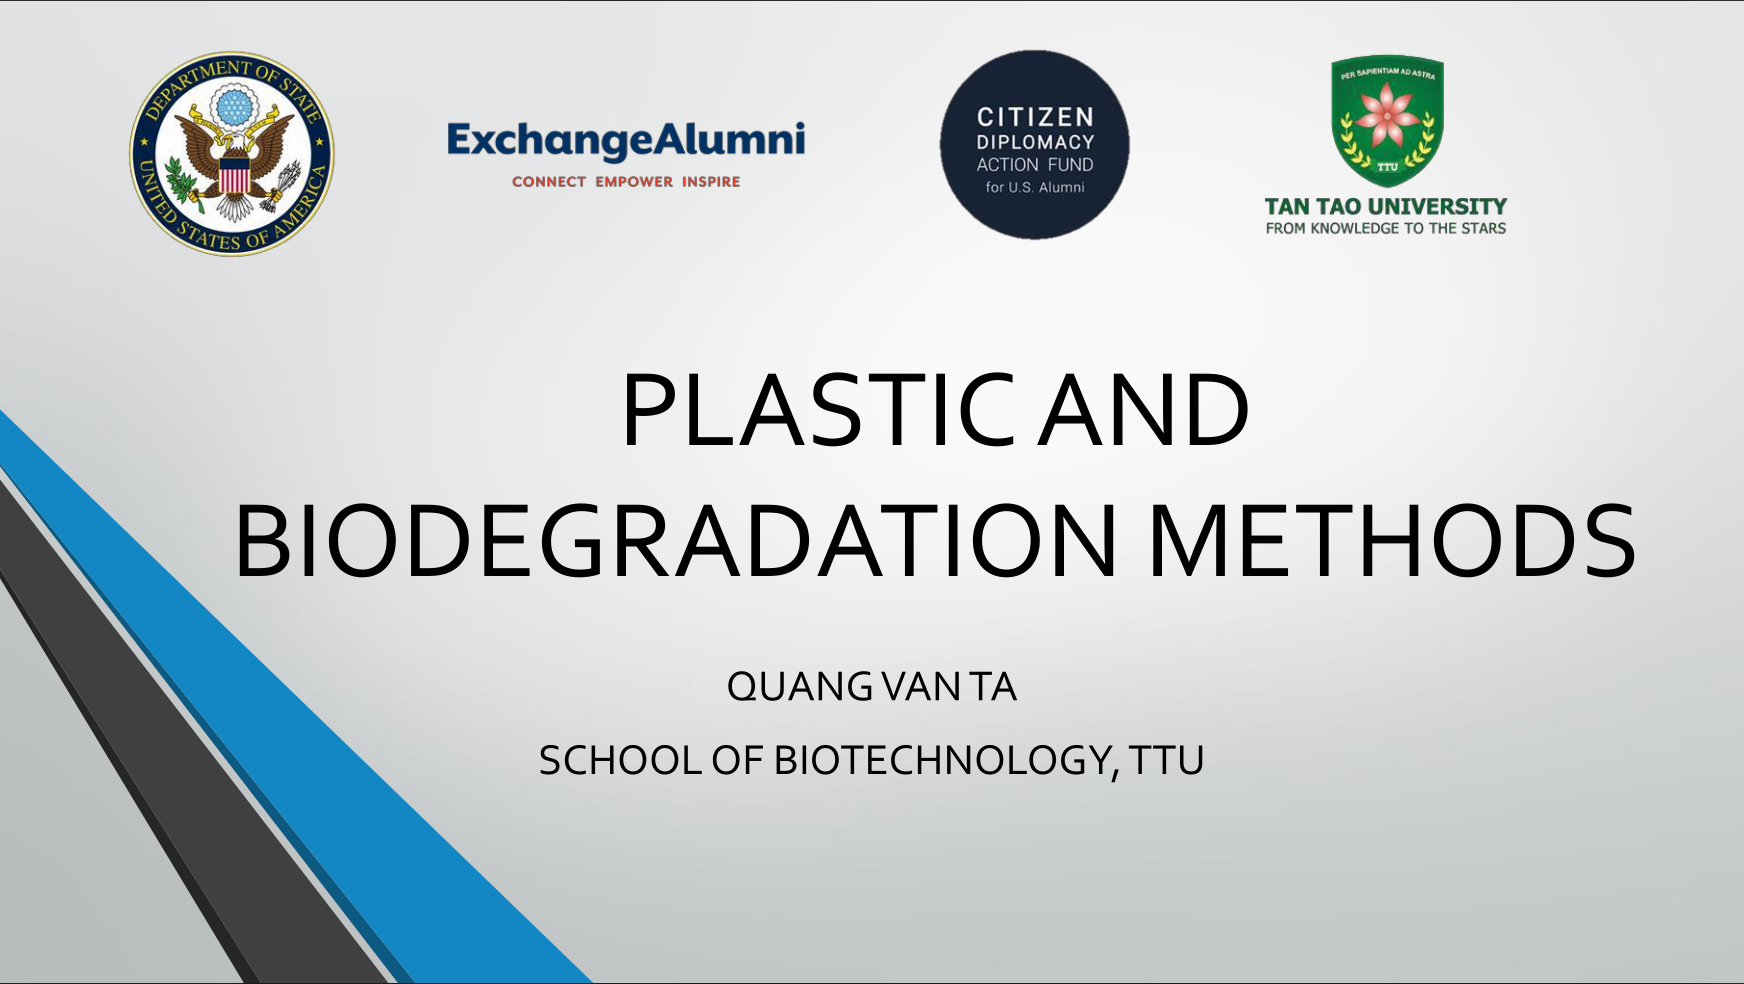 DEPARTMENT OF STATE
UNITED STATES OF AMERICA
ExchangeAlumni
CONNECT EMPOWER INSPIRE
CITIZEN
DIPLOMACY
ACTION FUND
for U.S. Alumni
PER SAPIENTIAM AD ASTRA
TTU
TAN TAO UNIVERSITY
FROM KNOWLEDGE TO THE STARS
PLASTIC AND
BIODEGRADATION METHODS
QUANG VAN TA
SCHOOL OF BIOTECHNOLOGY, TTU